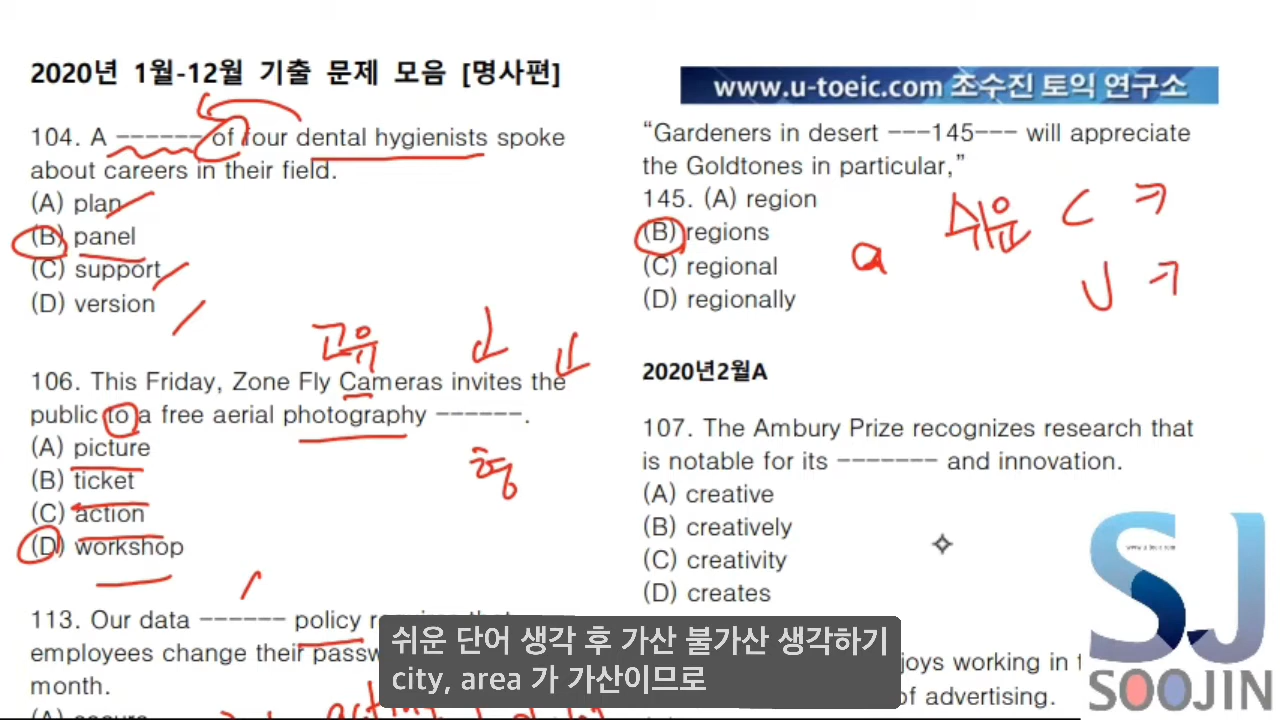 2020년 1월-12월 기출 문제 모음 [명사편]
104. A ------ of four dental hygienists spoke
about careers in their field.
(A) plan
(B) panel
(C) support
(D) version
고유
106. This Friday, Zone Fly Cameras invites the
public to a free aerial photography ------.
(A) picture
(B) ticket
(C) action
(D) workshop
형
113. Our data ------ policy
employees change their passw
month.
www.u-toeic.com 조수진 토익 연구소
“Gardeners in desert ---145--- will appreciate
the Goldtones in particular,”
145. (A) region
(B) regions
(C) regional
(D) regionally
a 쉬운 C
U
2020년2월A
107. The Ambury Prize recognizes research that
is notable for its ------- and innovation.
(A) creative
(B) creatively
(C) creativity
(D) creates
joys working in t
of advertising.
쉬운 단어 생각 후 가산 불가산 생각하기
city, area 가 가산이므로
SJ
SOOJIN